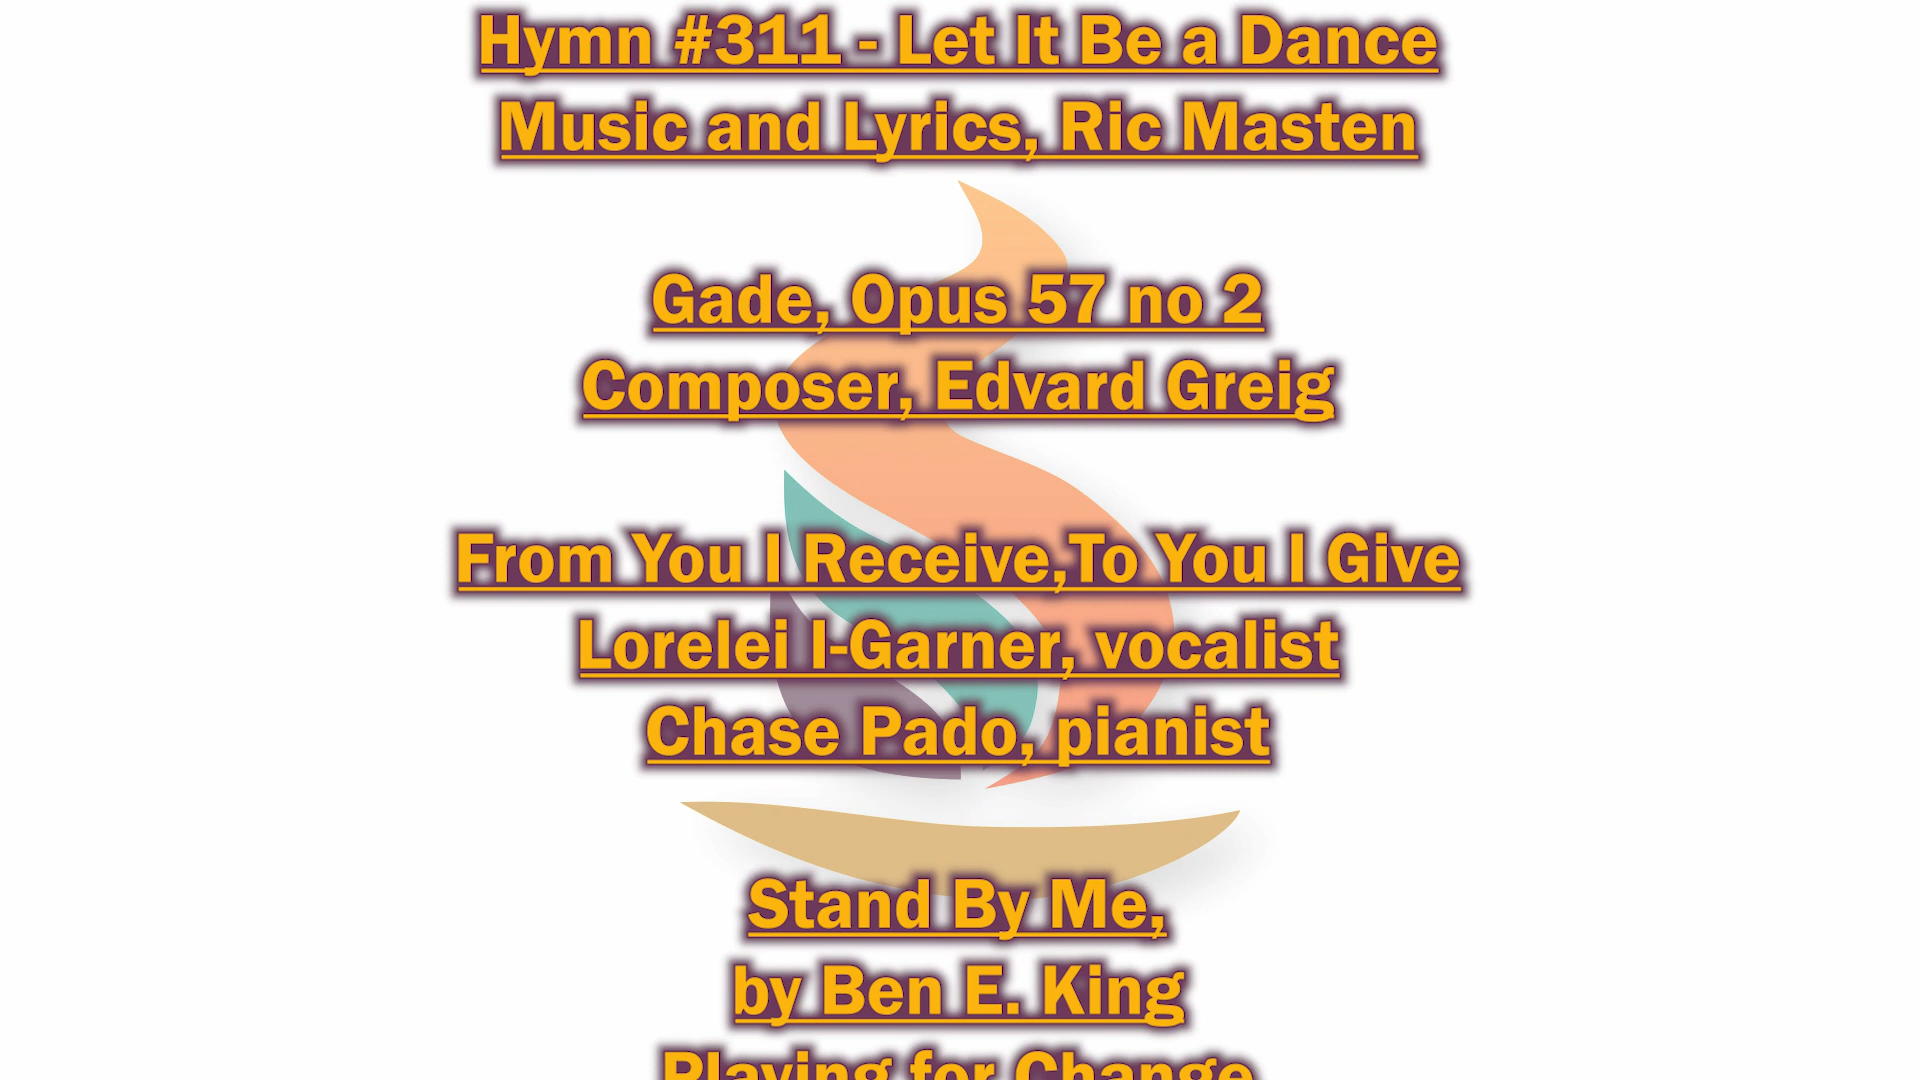 Hymn #311 - Let It Be a Dance
Music and Lyrics, Ric Masten
Gade, Opus 57 no 2
Composer, Edvard Greig
From You I Receive,To You I Give
Lorelei I-Garner, vocalist
Chase Pado, pianist
Stand By Me,
by Ben E. King
Playing for Change